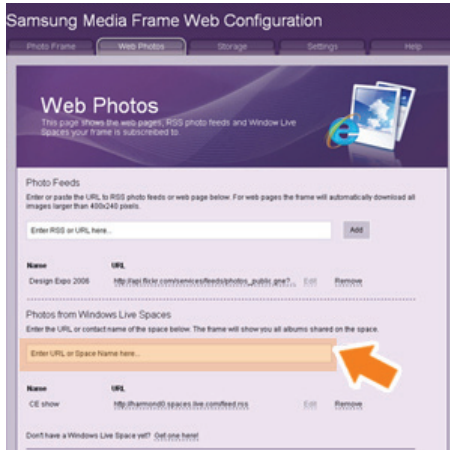 Samsung Media Frame Web Configuration
Photo Frame Web Photos Storage Settings Help
Web Photos
This page shows the web pages, RSS photo feeds and Window Live
Spaces your frame is subscreibed to.
Photo Feeds
Enter or paste the URL to RSS photo feeds or web page below. For web pages the frame will automatically download all
images larger than 400x240 pixels.
Enter RSS or URL here... Add
Name URL
Design Expo 2006 http://api.flickr.com/services/feeds/photos_public.gne?... Edit Remove
Photos from Windows Live Spaces
Enter the URL or contact name of the space below. The frame will show you all albums shared on the space.
Enter URL or Space Name here...
Name URL
CE show http://harmond0.spaces.live.com/feed.rss Edit Remove
Don't have a Windows Live Space yet? Get one here!